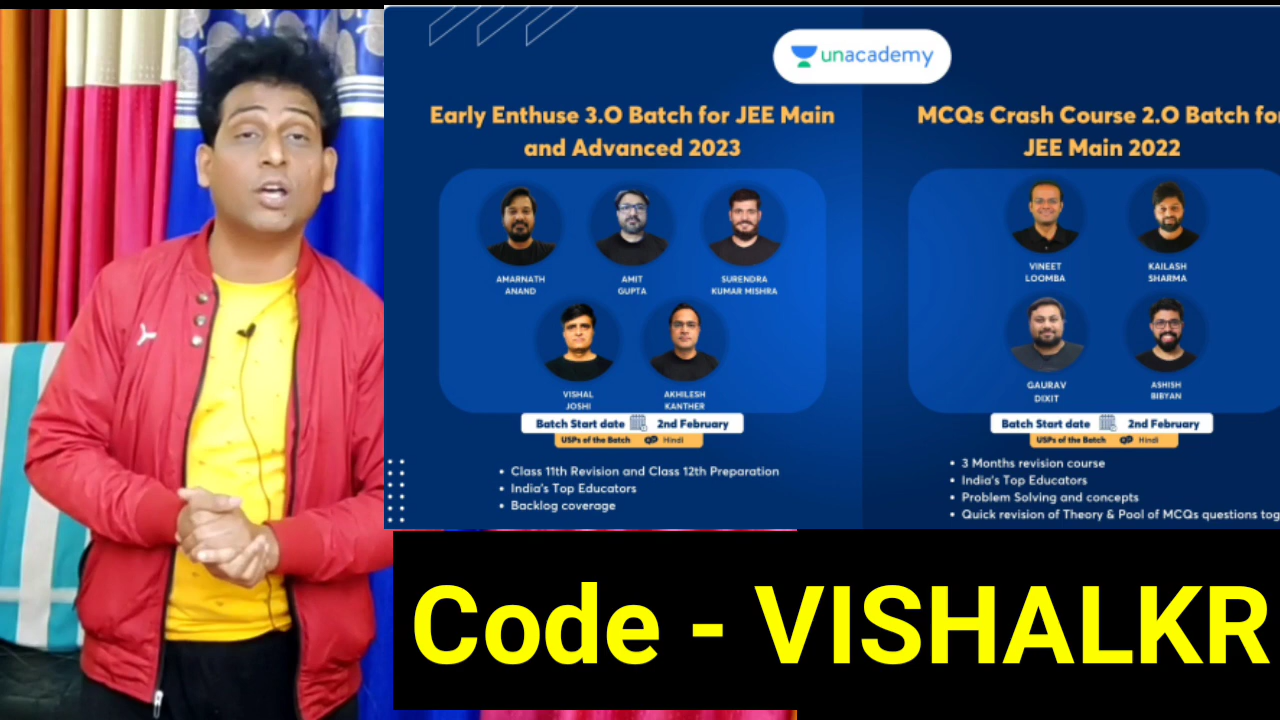 unacademy
Early Enthuse 3.O Batch for JEE Main
and Advanced 2023
AMARNATH
ANAND
AMIT
GUPTA
SURENDRA
KUMAR MISHRA
VISHAL
JOSHI
AKHILESH
KANTHER
Batch Start date 2nd February
USPs of the Batch Hindi
• Class 11th Revision and Class 12th Preparation
• India's Top Educators
• Backlog coverage
MCQs Crash Course 2.O Batch for
JEE Main 2022
VINEET
LOOMBA
KAILASH
SHARMA
GAURAV
DIXIT
ASHISH
BIBYAN
Batch Start date 2nd February
USPs of the Batch Hindi
• 3 Months revision course
• India's Top Educators
• Problem Solving and concepts
• Quick revision of Theory & Pool of MCQs questions tog
Code - VISHALKR